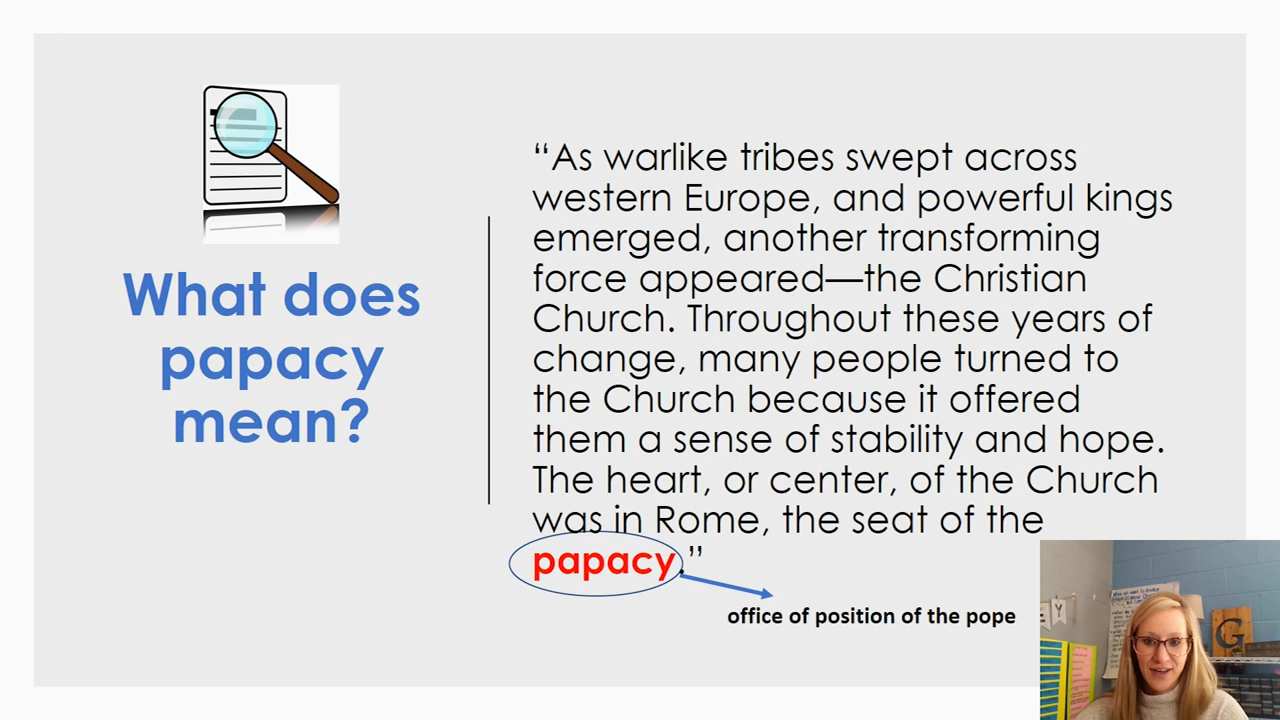 What does
papacy
mean?
“As warlike tribes swept across
western Europe, and powerful kings
emerged, another transforming
force appeared—the Christian
Church. Throughout these years of
change, many people turned to
the Church because it offered
them a sense of stability and hope.
The heart, or center, of the Church
was in Rome, the seat of the
papacy.”
office of position of the pope
G